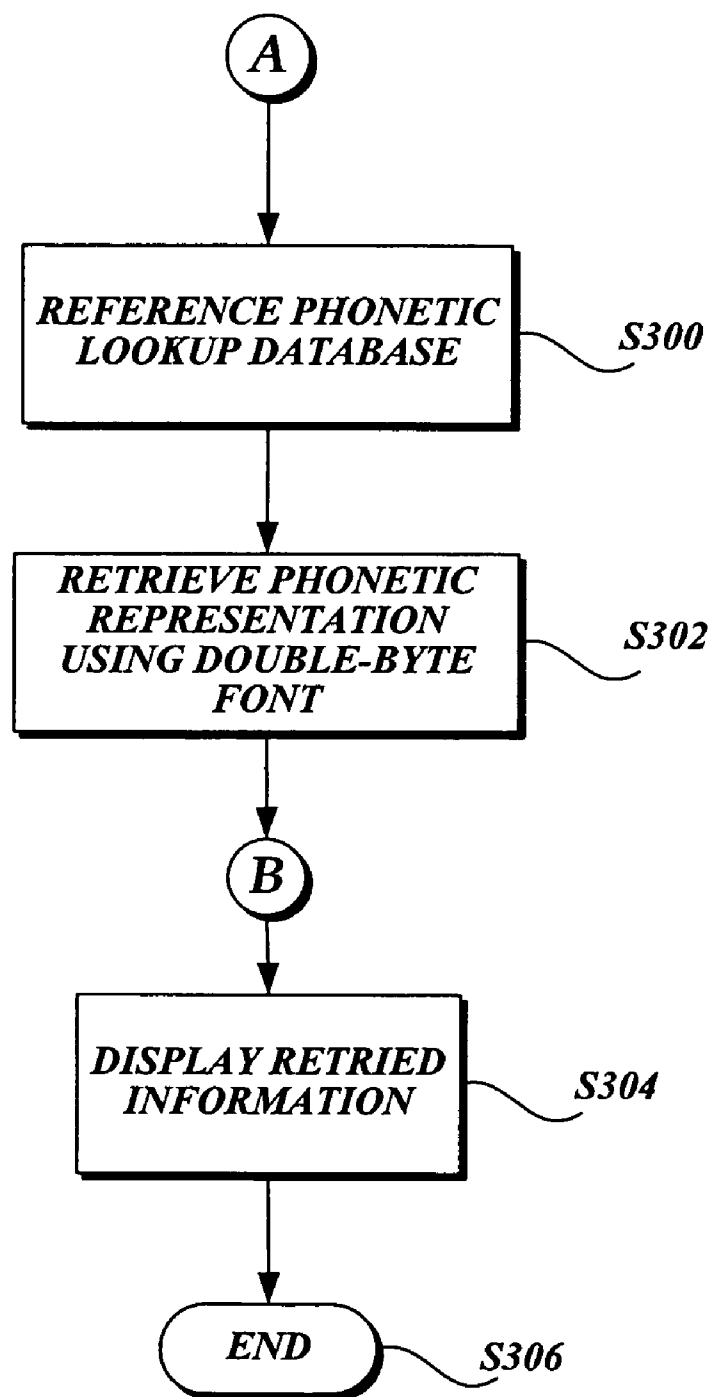 A
REFERENCE PHONETIC
LOOKUP DATABASE
S300
RETRIEVE PHONETIC
REPRESENTATION
USING DOUBLE-BYTE
FONT
S302
B
DISPLAY RETRIED
INFORMATION
S304
END
S306